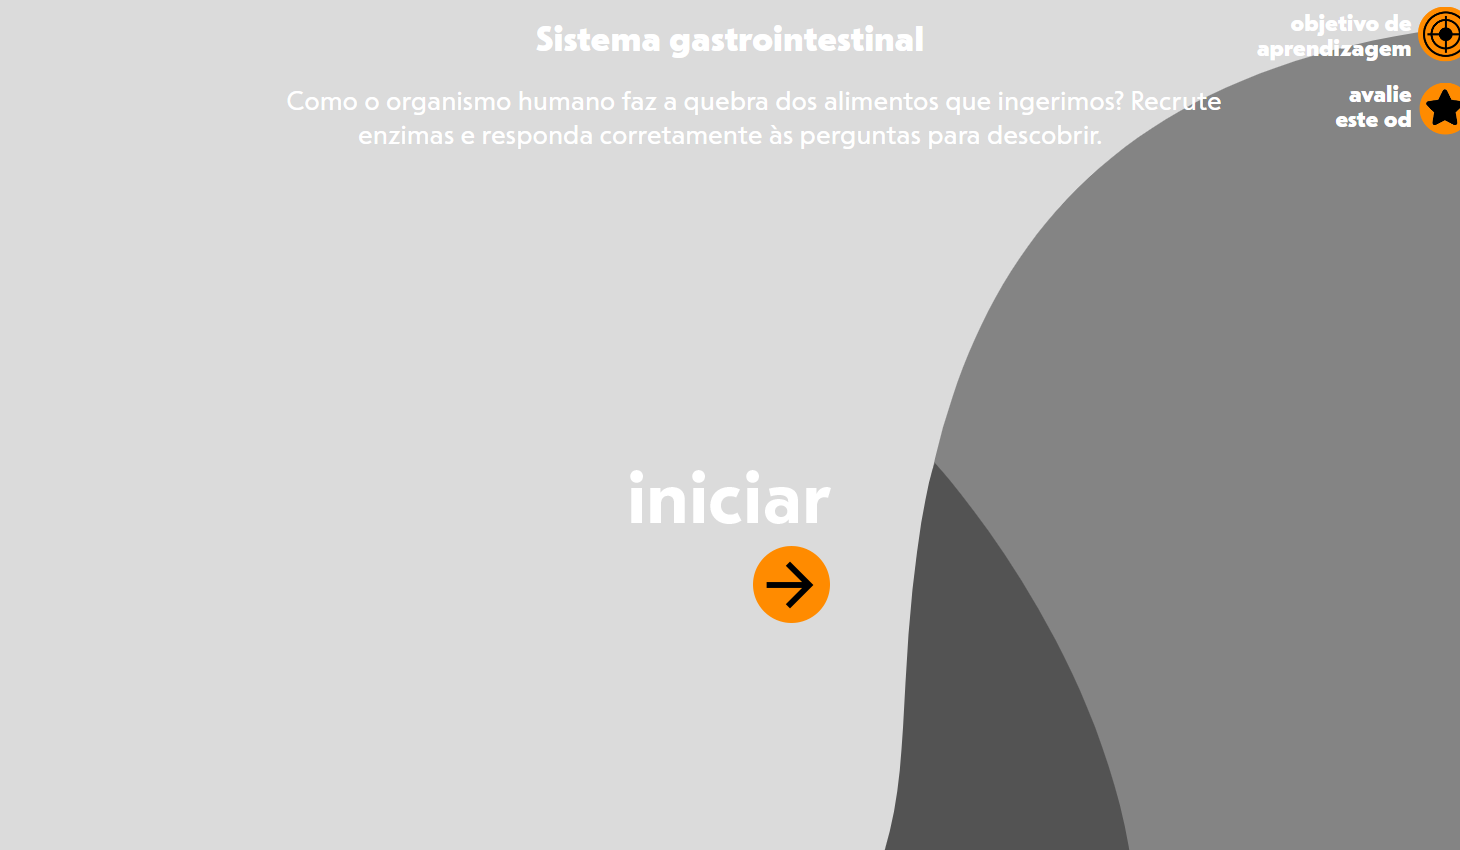 Sistema gastrointestinal
objetivo de
aprendizagem
Como o organismo humano faz a quebra dos alimentos que ingerimos? Recrute
enzimas e responda corretamente às perguntas para descobrir.
avalie
este od
iniciar